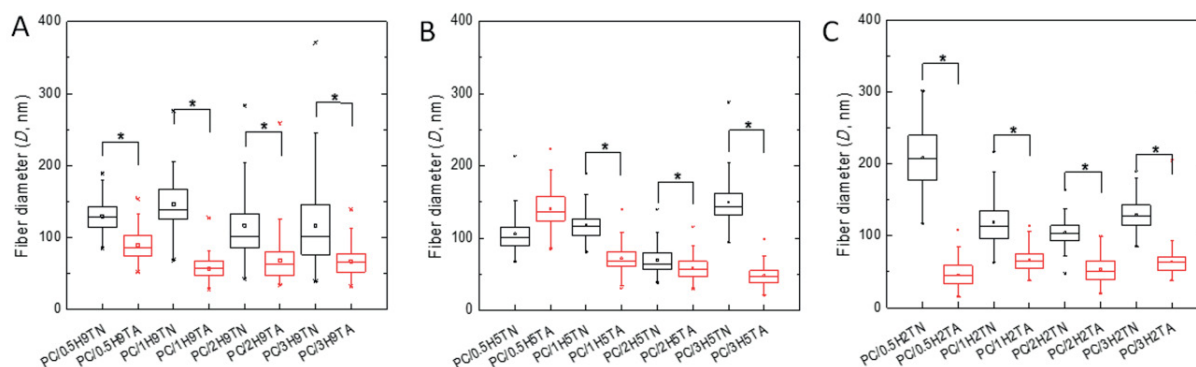 A
Fiber diameter (D, nm)
400
300
200
100
0
*
*
*
*
PC/0.5H9TN
PC/0.5H9TA
PC/1H9TN
PC/1H9TA
PC/2H9TN
PC/2H9TA
PC/3H9TN
PC/3H9TA
B
Fiber diameter (D, nm)
400
300
200
100
0
*
*
*
PC/0.5H5TN
PC/0.5H5TA
PC/1H5TN
PC/1H5TA
PC/2H5TN
PC/2H5TA
PC/3H5TN
PC/3H5TA
C
Fiber diameter (D, nm)
400
300
200
100
0
*
*
*
*
PC/0.5H2TN
PC/0.5H2TA
PC/1H2TN
PC/1H2TA
PC/2H2TN
PC/2H2TA
PC/3H2TN
PC/3H2TA